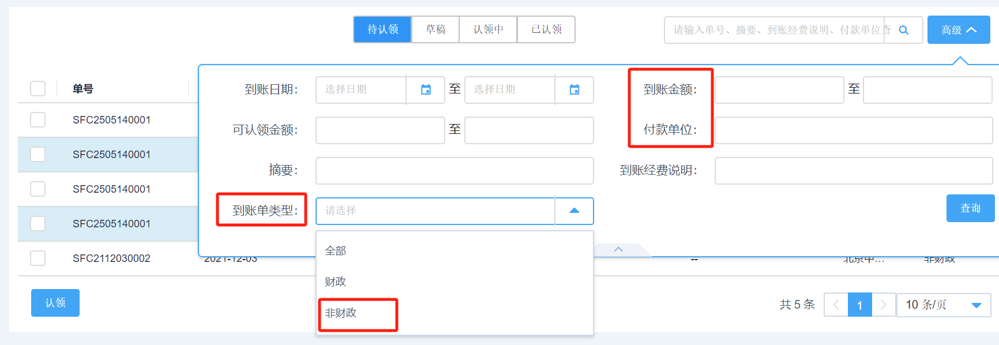 待认领 草稿 认领中 已认领 请输入单号、摘要、到账经费说明、付款单位查 高级
单号
到账日期： 选择日期 至 选择日期 到账金额： 至
SFC2505140001
可认领金额： 至 付款单位：
SFC2505140001
摘要： 到账经费说明：
SFC2505140001
到账单类型： 请选择 查询
SFC2505140001
全部
SFC2112030002 2021-12-03 -- 北京中... 非财政
财政
认领 非财政 共 5 条 1 10 条/页